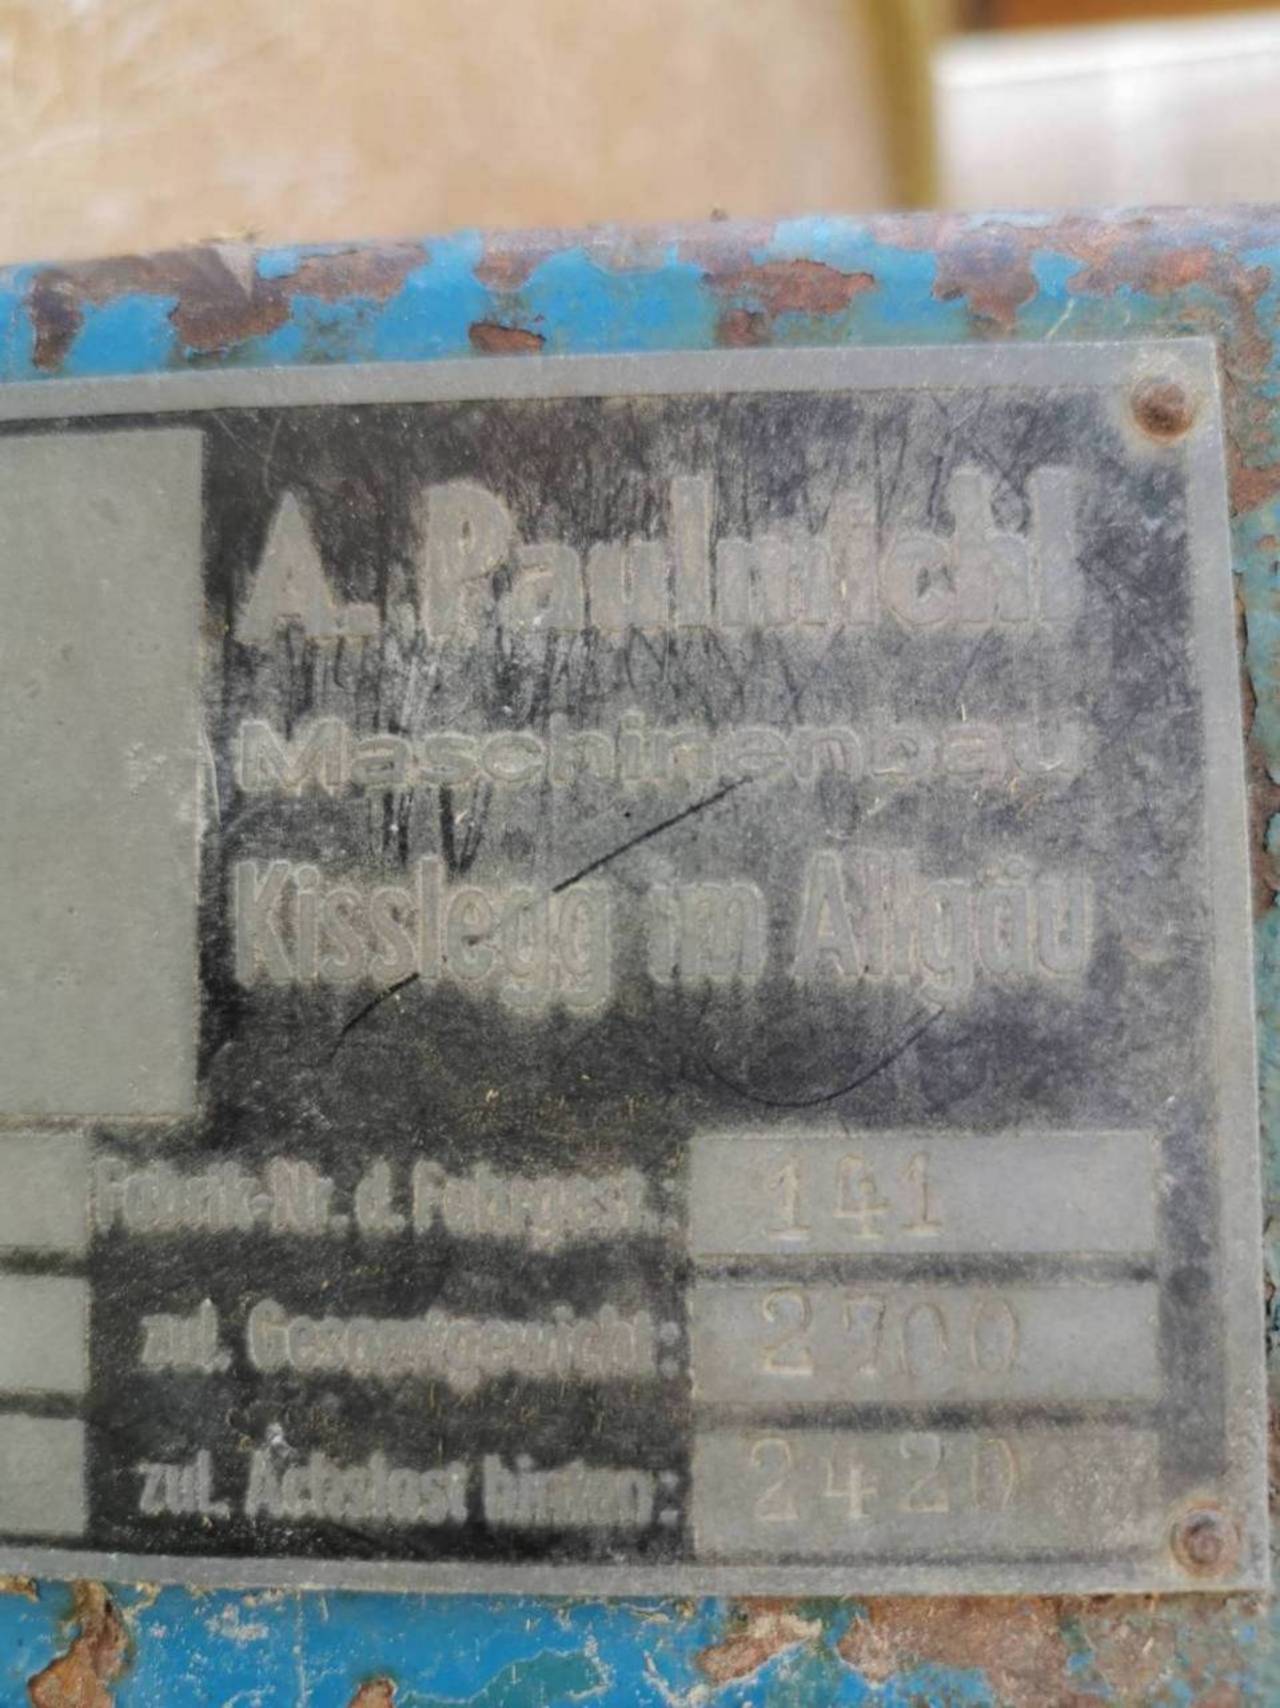 A. Paulmichl
Maschinenbau
Kisslegg im Allgäu
Fabrik-Nr. d. Fahrgest.: 141
zul. Gesamtgewicht: 2700
zul. Achslast hinten: 2420